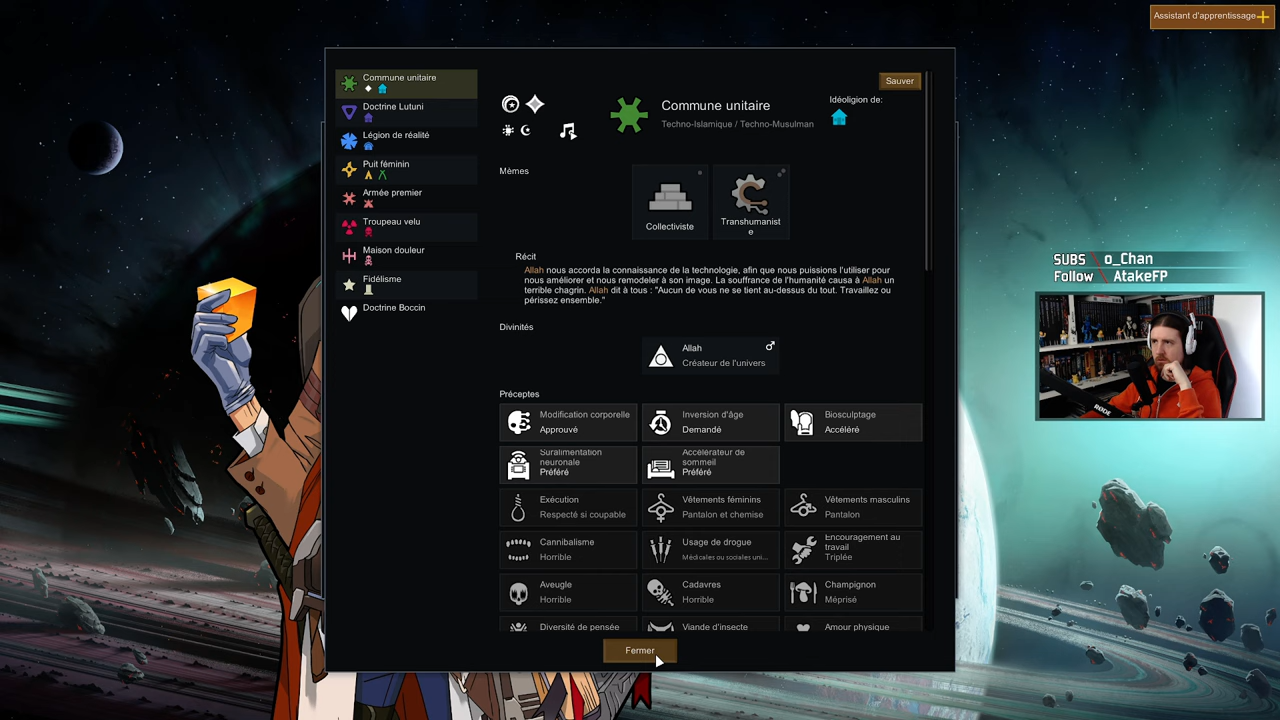 Assistant d'apprentissage
Commune unitaire
Doctrine Lutuni
Légion de réalité
Puit féminin
Armée premier
Troupeau velu
Maison douleur
Fidélisme
Doctrine Boccin
Sauver
Commune unitaire
Techno-Islamique / Techno-Musulman
Idéoligion de:
Mèmes
Collectiviste
Transhumanist
e
Récit
Allah nous accorda la connaissance de la technologie, afin que nous puissions l'utiliser pour
nous améliorer et nous remodeler à son image. La souffrance de l'humanité causa à Allah un
terrible chagrin. Allah dit à tous : "Aucun de vous ne se tient au-dessus du tout. Travaillez ou
périssez ensemble."
Divinités
Allah
Créateur de l'univers
Préceptes
Modification corporelle
Approuvé
Inversion d'âge
Demandé
Biosculptage
Accéléré
Suralimentation
neuronale
Préféré
Accélérateur de
sommeil
Préféré
Exécution
Respecté si coupable
Vêtements féminins
Pantalon et chemise
Vêtements masculins
Pantalon
Cannibalisme
Horrible
Usage de drogue
Médicales ou sociales uni...
Encouragement au
travail
Triplée
Aveugle
Horrible
Cadavres
Horrible
Champignon
Méprisé
Diversité de pensée
Viande d'insecte
Amour physique
Fermer
SUBS \ o_Chan
Follow \ AtakeFP
RODE